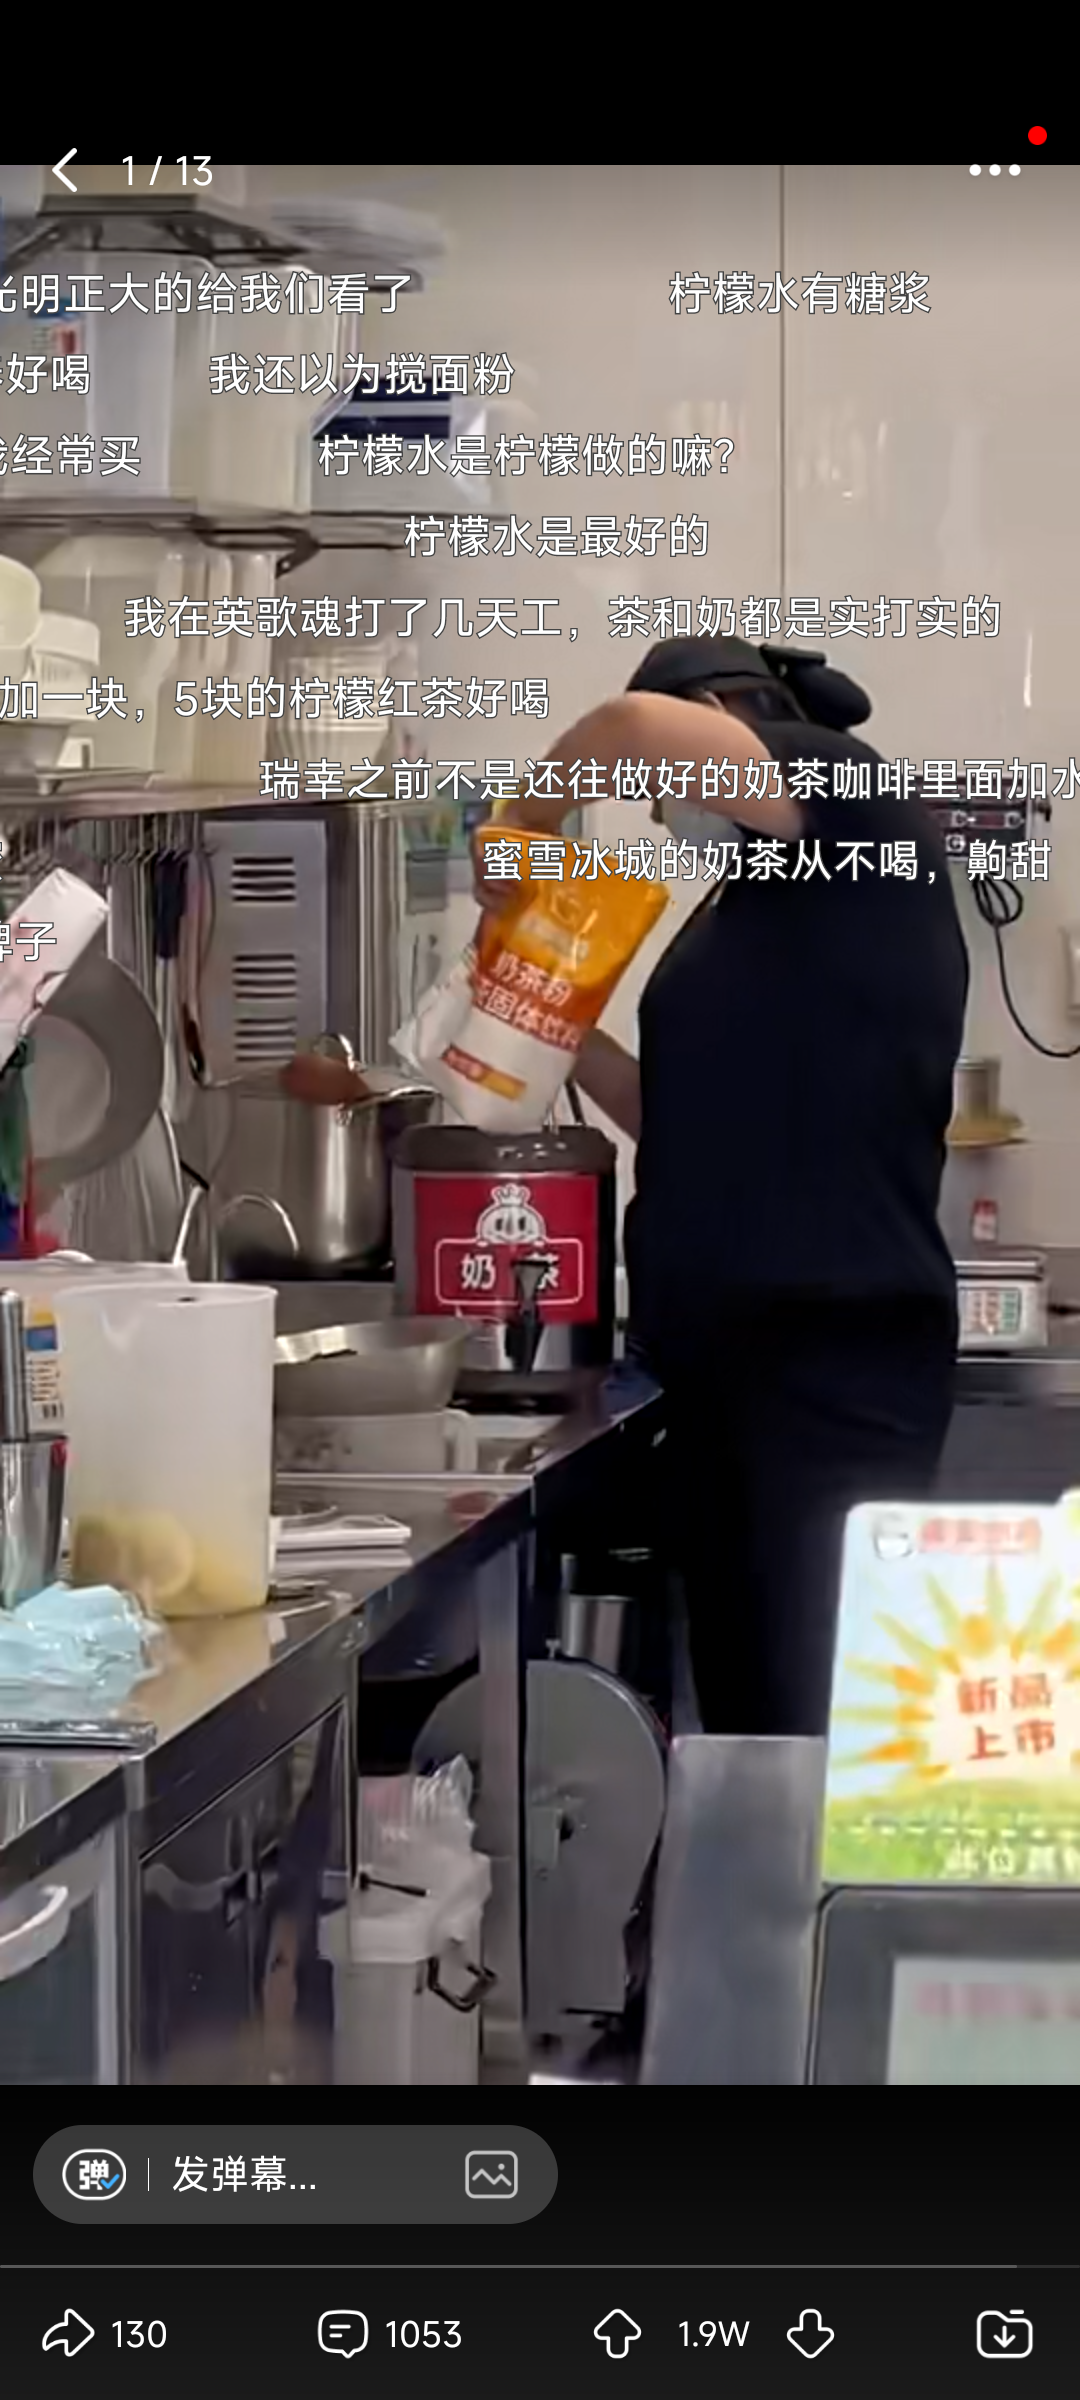 1 / 13
光明正大的给我们看了
柠檬水有糖浆
好喝
我还以为搅面粉
经常买
柠檬水是柠檬做的嘛?
柠檬水是最好的
我在英歌魂打了几天工，茶和奶都是实打实的
加一块，5块的柠檬红茶好喝
瑞幸之前不是还往做好的奶茶咖啡里面加水
蜜雪冰城的奶茶从不喝，齁甜
牌子
奶茶粉
固体饮料
奶茶
新品
上市
弹
发弹幕...
130
1053
1.9W